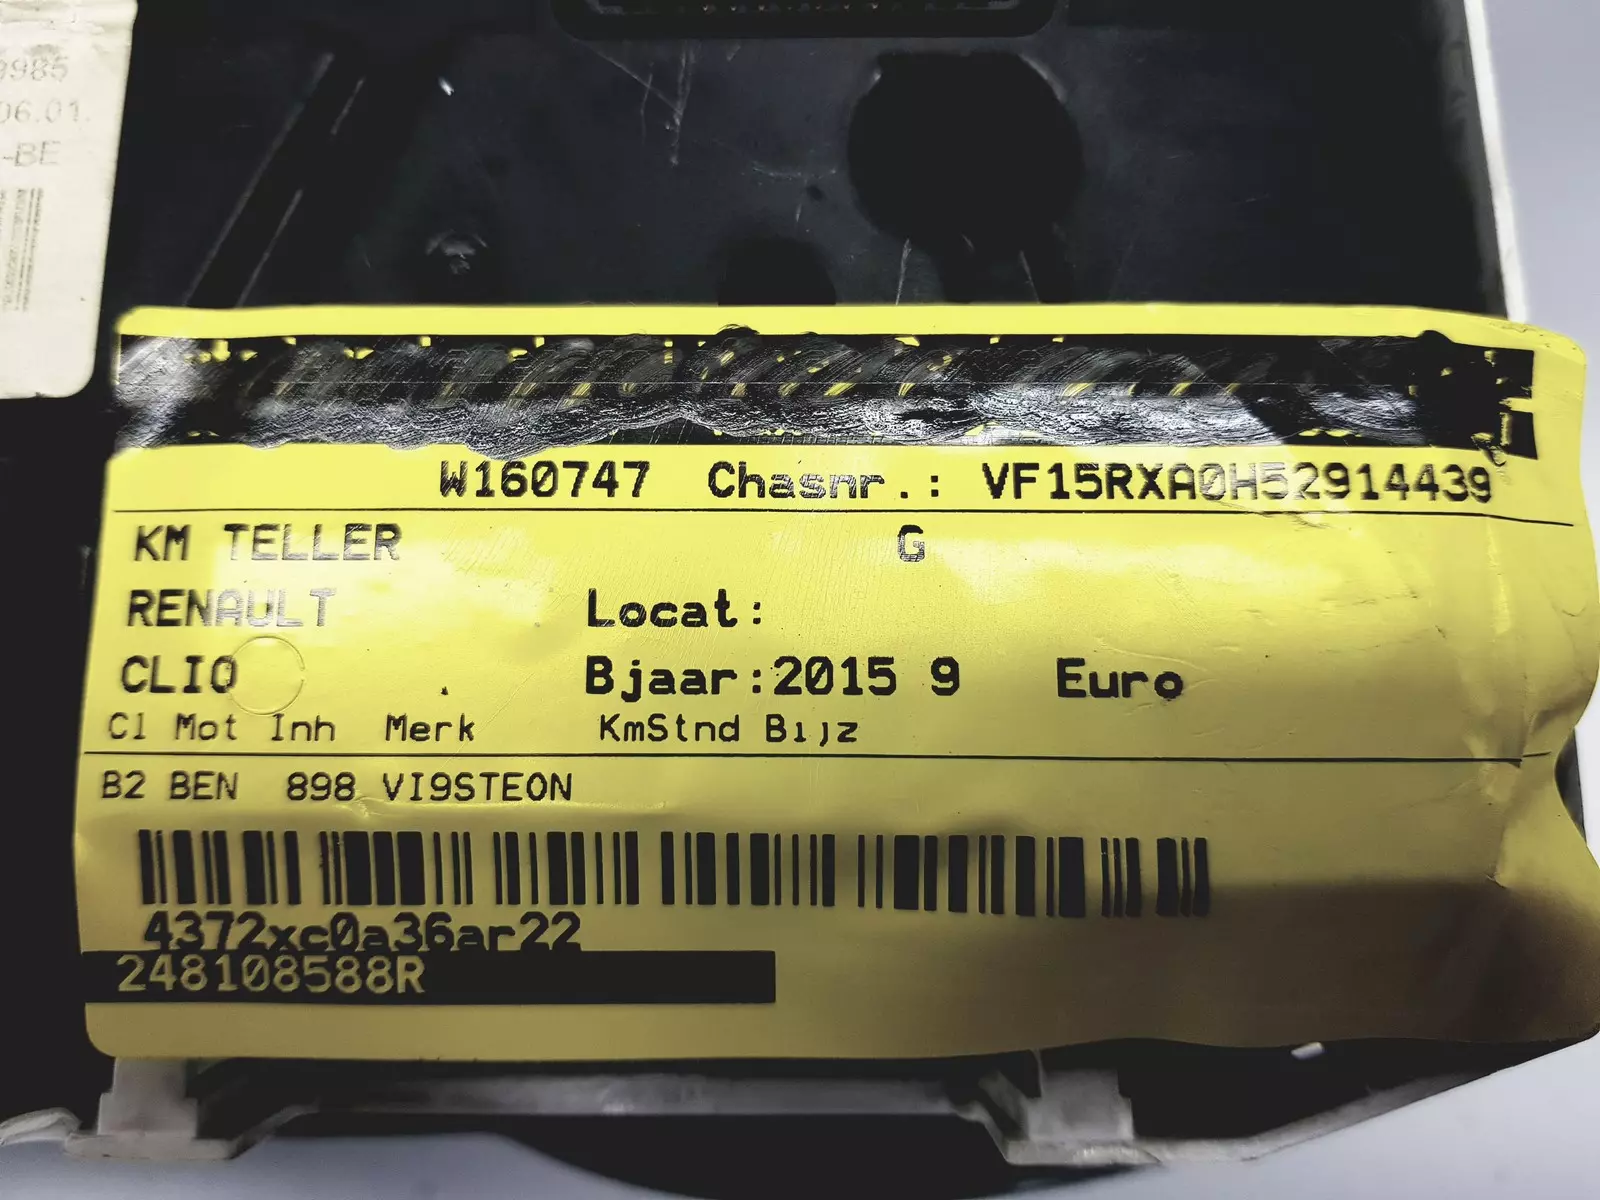 9985
06.01.
-BE
W160747 Chasnr.: VF15RXA0H52914439
KM TELLER G
RENAULT Locat:
CLIO Bjaar:2015 9 Euro
Cl Mot Inh Merk KmStnd Bijz
B2 BEN 898 VI9STEON
4372xc0a36ar22
248108588R